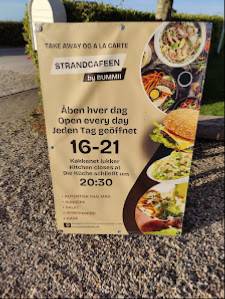 TAKE AWAY OG A LA CARTE
STRANDCAFEEN
by BUMMII
Åben hver dag
Open every day
Jeden Tag geöffnet
16-21
Køkkenet lukker
Kitchen closes at
Die Küche schließt um
20:30